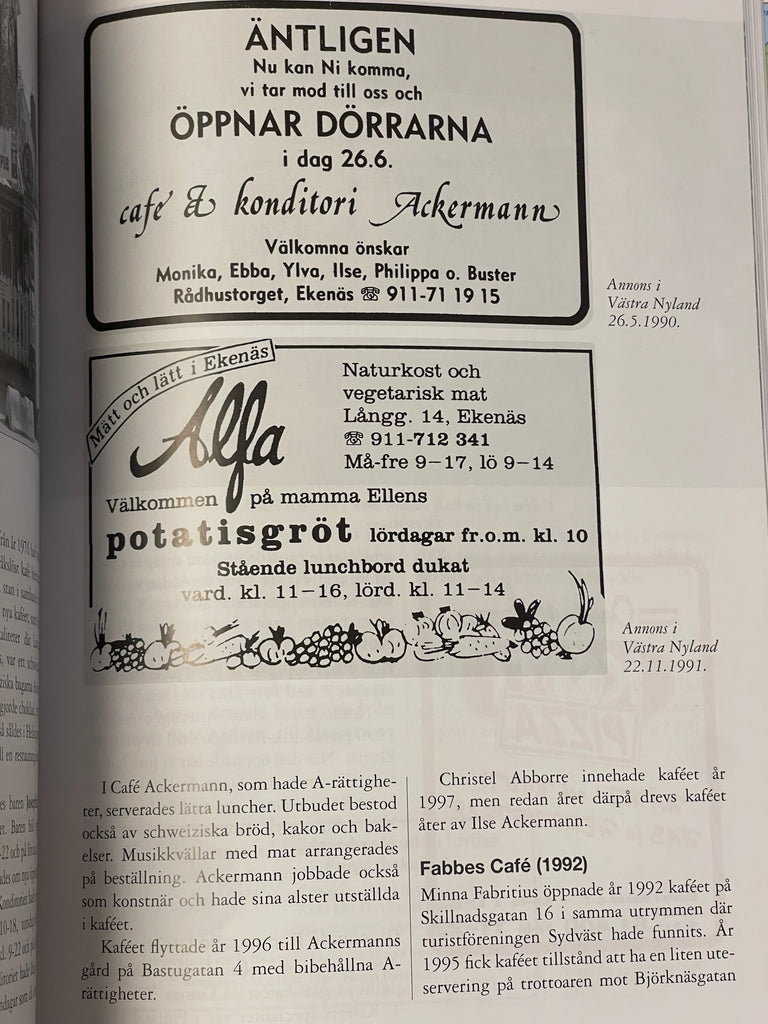 ÄNTLIGEN
Nu kan Ni komma,
vi tar mod till oss och
ÖPPNAR DÖRRARNA
i dag 26.6.
café & konditori Ackermann
Välkomna önskar
Monika, Ebba, Ylva, Ilse, Philippa o. Buster
Rådhustorget, Ekenäs ☎ 911-71 19 15
Annons i
Västra Nyland
26.5.1990.
Mätt och lätt i Ekenäs
Alfa
Naturkost och
vegetarisk mat
Långg. 14, Ekenäs
☎ 911-712 341
Må-fre 9–17, lö 9–14
Välkommen på mamma Ellens
potatisgröt lördagar fr.o.m. kl. 10
Stående lunchbord dukat
vard. kl. 11–16, lörd. kl. 11–14
Annons i
Västra Nyland
22.11.1991.
I Café Ackermann, som hade A-rättighe-
ter, serverades lätta luncher. Utbudet bestod
också av schweiziska bröd, kakor och bak-
elser. Musikkvällar med mat arrangerades
på beställning. Ackermann jobbade också
som konstnär och hade sina alster utställda
i kaféet.
Kaféet flyttade år 1996 till Ackermanns
gård på Bastugatan 4 med bibehållna A-
rättigheter.
Christel Abborre innehade kaféet år
1997, men redan året därpå drevs kaféet
åter av Ilse Ackermann.
Fabbes Café (1992)
Minna Fabritius öppnade år 1992 kaféet på
Skillnadsgatan 16 i samma utrymmen där
turistföreningen Sydväst hade funnits. År
1995 fick kaféet tillstånd att ha en liten ute-
servering på trottoaren mot Björknäsgatan